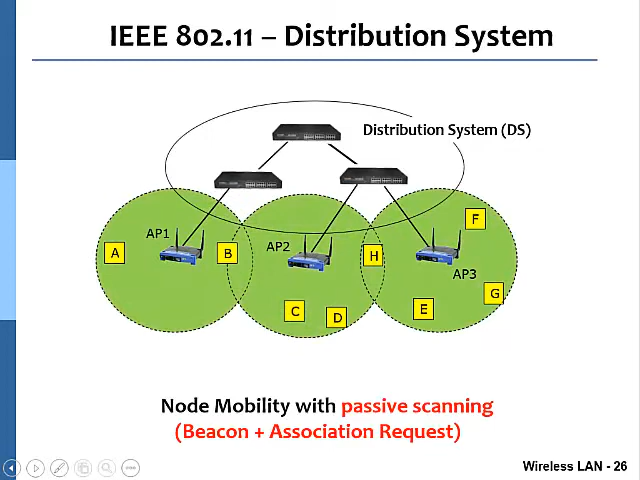 IEEE 802.11 – Distribution System
Distribution System (DS)
AP1
AP2
AP3
A
B
C
D
H
F
G
E
Node Mobility with passive scanning
(Beacon + Association Request)
Wireless LAN - 26